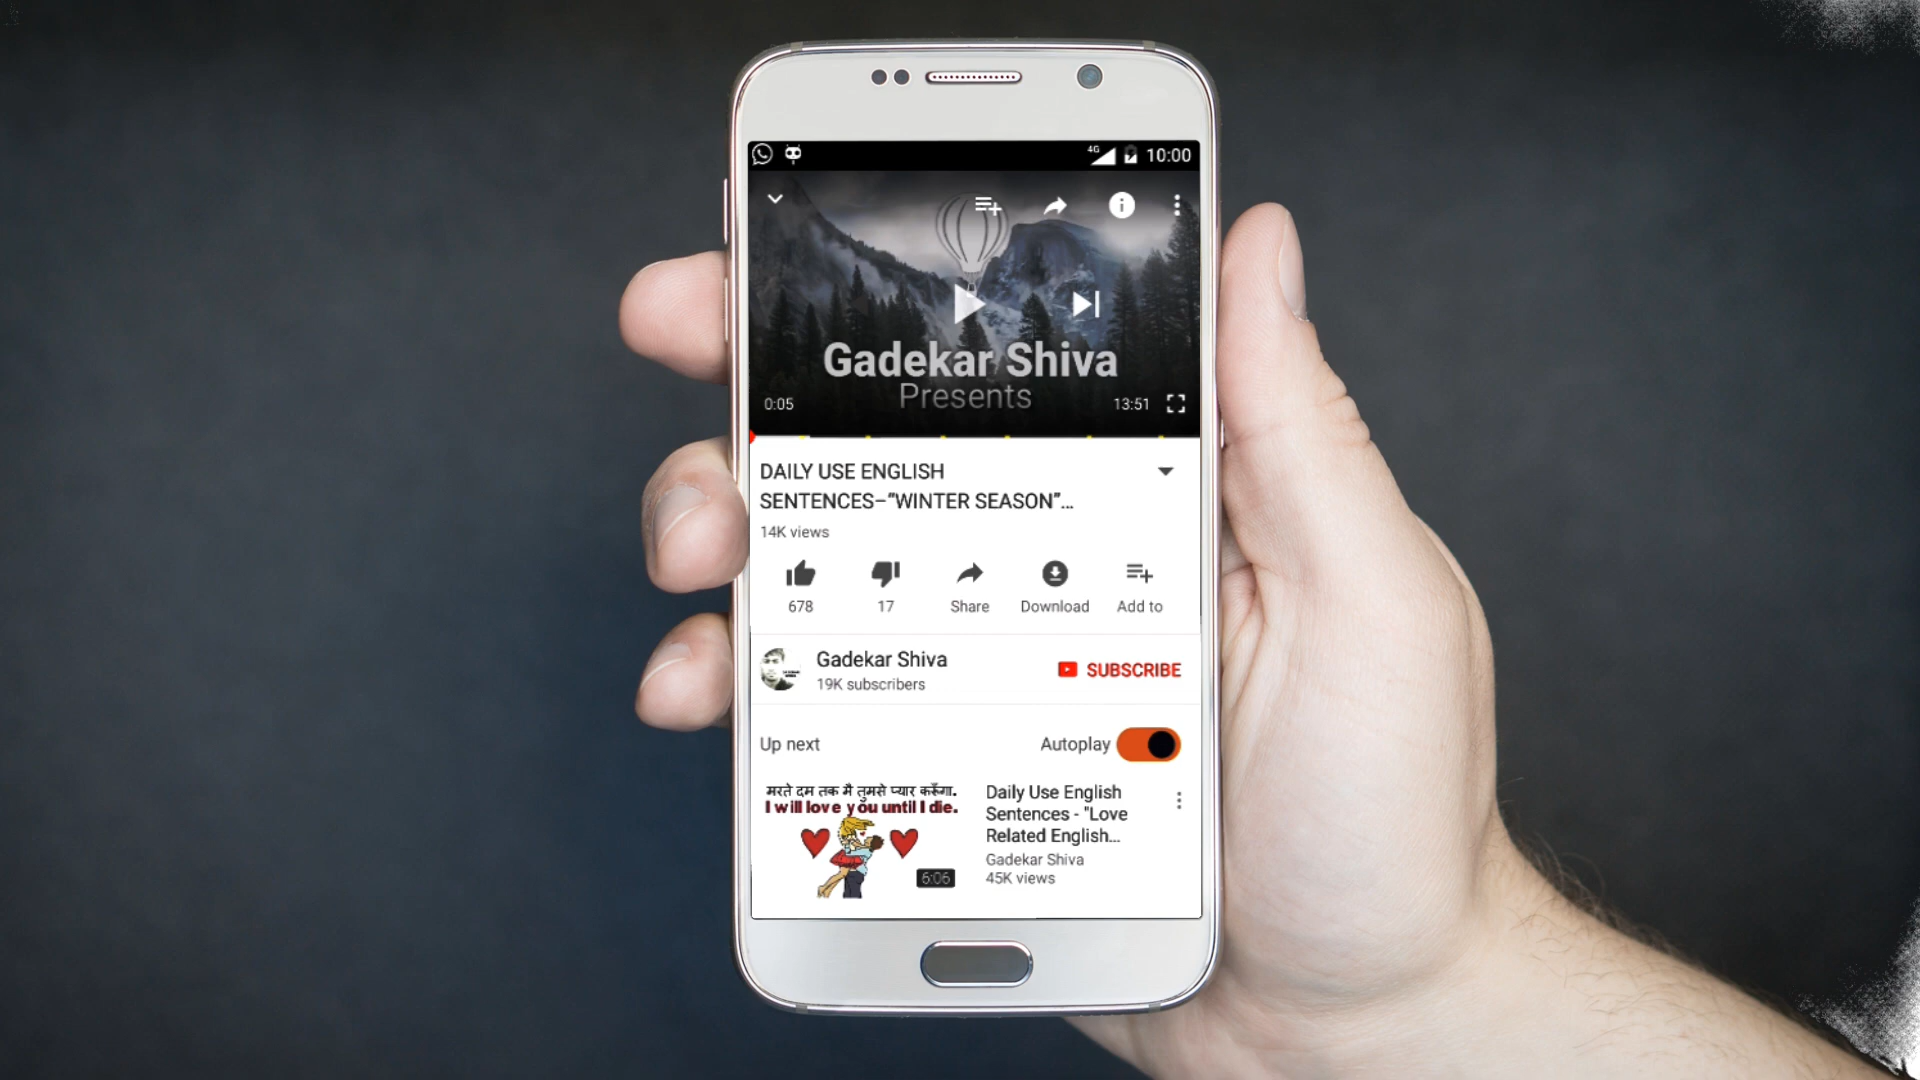 4G 10:00
Gadekar Shiva
Presents
0:05 13:51
DAILY USE ENGLISH
SENTENCES–"WINTER SEASON"...
14K views
678 17 Share Download Add to
Gadekar Shiva
19K subscribers
SUBSCRIBE
Up next Autoplay
मरते दम तक मै तुमसे प्यार करूँगा.
I will love you until I die.
6:06
Daily Use English
Sentences - "Love
Related English...
Gadekar Shiva
45K views